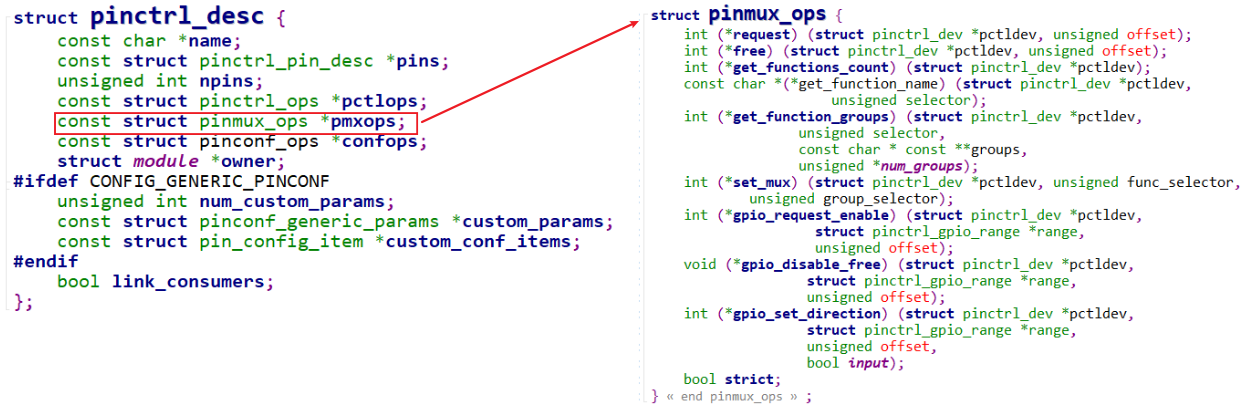 struct pinctrl_desc {
const char *name;
const struct pinctrl_pin_desc *pins;
unsigned int npins;
const struct pinctrl_ops *pctlops;
const struct pinmux_ops *pmxops;
const struct pinconf_ops *confops;
struct module *owner;
#ifdef CONFIG_GENERIC_PINCONF
unsigned int num_custom_params;
const struct pinconf_generic_params *custom_params;
const struct pin_config_item *custom_conf_items;
#endif
bool link_consumers;
};
struct pinmux_ops {
int (*request) (struct pinctrl_dev *pctldev, unsigned offset);
int (*free) (struct pinctrl_dev *pctldev, unsigned offset);
int (*get_functions_count) (struct pinctrl_dev *pctldev);
const char *(*get_function_name) (struct pinctrl_dev *pctldev,
unsigned selector);
int (*get_function_groups) (struct pinctrl_dev *pctldev,
unsigned selector,
const char * const **groups,
unsigned *num_groups);
int (*set_mux) (struct pinctrl_dev *pctldev, unsigned func_selector,
unsigned group_selector);
int (*gpio_request_enable) (struct pinctrl_dev *pctldev,
struct pinctrl_gpio_range *range,
unsigned offset);
void (*gpio_disable_free) (struct pinctrl_dev *pctldev,
struct pinctrl_gpio_range *range,
unsigned offset);
int (*gpio_set_direction) (struct pinctrl_dev *pctldev,
struct pinctrl_gpio_range *range,
unsigned offset,
bool input);
bool strict;
} « end pinmux_ops » ;